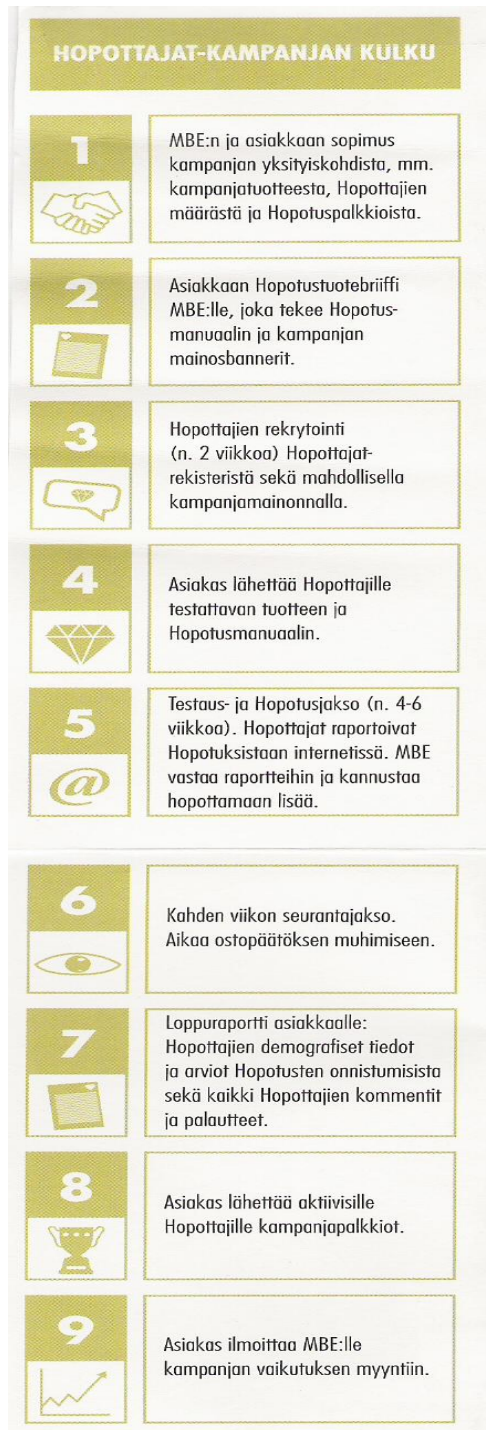 HOPOTTAJAT-KAMPANJAN KULKU
1
MBE:n ja asiakkaan sopimus
kampanjan yksityiskohdista, mm.
kampanjatuotteesta, Hopottajien
määrästä ja Hopotuspalkkioista.
2
Asiakkaan Hopotustuotebriiffi
MBE:lle, joka tekee Hopotus-
manuaalin ja kampanjan
mainosbannerit.
3
Hopottajien rekrytointi
(n. 2 viikkoa) Hopottajat-
rekisteristä sekä mahdollisella
kampanjamainonnalla.
4
Asiakas lähettää Hopottajille
testattavan tuotteen ja
Hopotusmanuaalin.
5
Testaus- ja Hopotusjakso (n. 4-6
viikkoa). Hopottajat raportoivat
Hopotuksistaan internetissä. MBE
vastaa raportteihin ja kannustaa
hopottamaan lisää.
@
6
Kahden viikon seurantajakso.
Aikaa ostopäätöksen muhimiseen.
7
Loppuraportti asiakkaalle:
Hopottajien demografiset tiedot
ja arviot Hopotusten onnistumisista
sekä kaikki Hopottajien kommentit
ja palautteet.
8
Asiakas lähettää aktiivisille
Hopottajille kampanjapalkkiot.
9
Asiakas ilmoittaa MBE:lle
kampanjan vaikutuksen myyntiin.